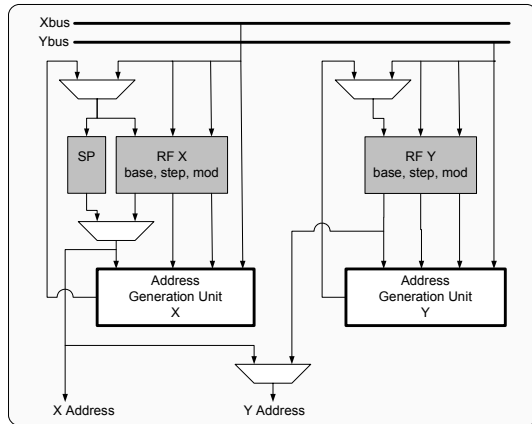 Xbus
Ybus
SP
RF X
base, step, mod
RF Y
base, step, mod
Address
Generation Unit
X
Address
Generation Unit
Y
X Address
Y Address